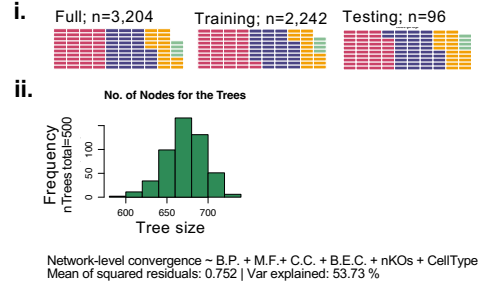 i.
Full; n=3,204
Training; n=2,242
Testing; n=96
ii.
No. of Nodes for the Trees
Frequency
nTrees total=500
0 50 100
600 650 700
Tree size
Network-level convergence ~ B.P. + M.F.+ C.C. + B.E.C. + nKOs + CellType
Mean of squared residuals: 0.752 | Var explained: 53.73 %